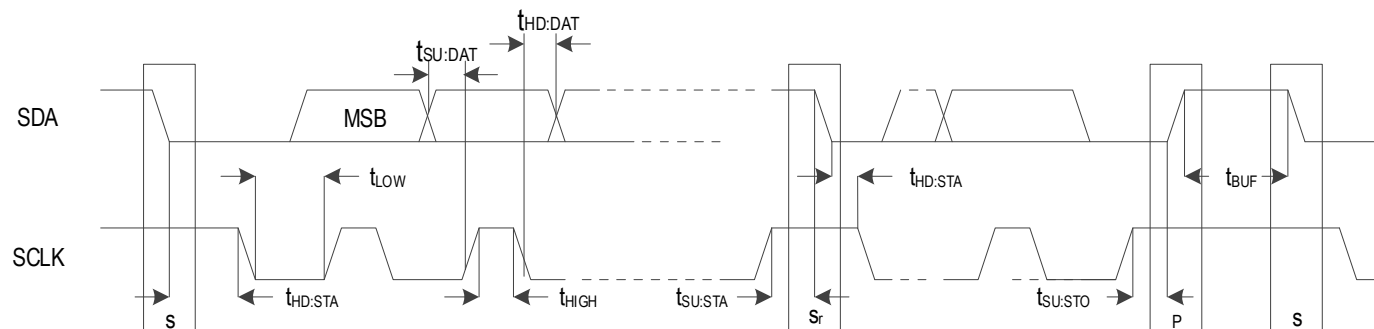 tHD:DAT
tSU:DAT
SDA
MSB
tLOW
tHD:STA
tBUF
SCLK
tHD:STA
tHIGH
tSU:STA
tSU:STO
S
Sr
P
S